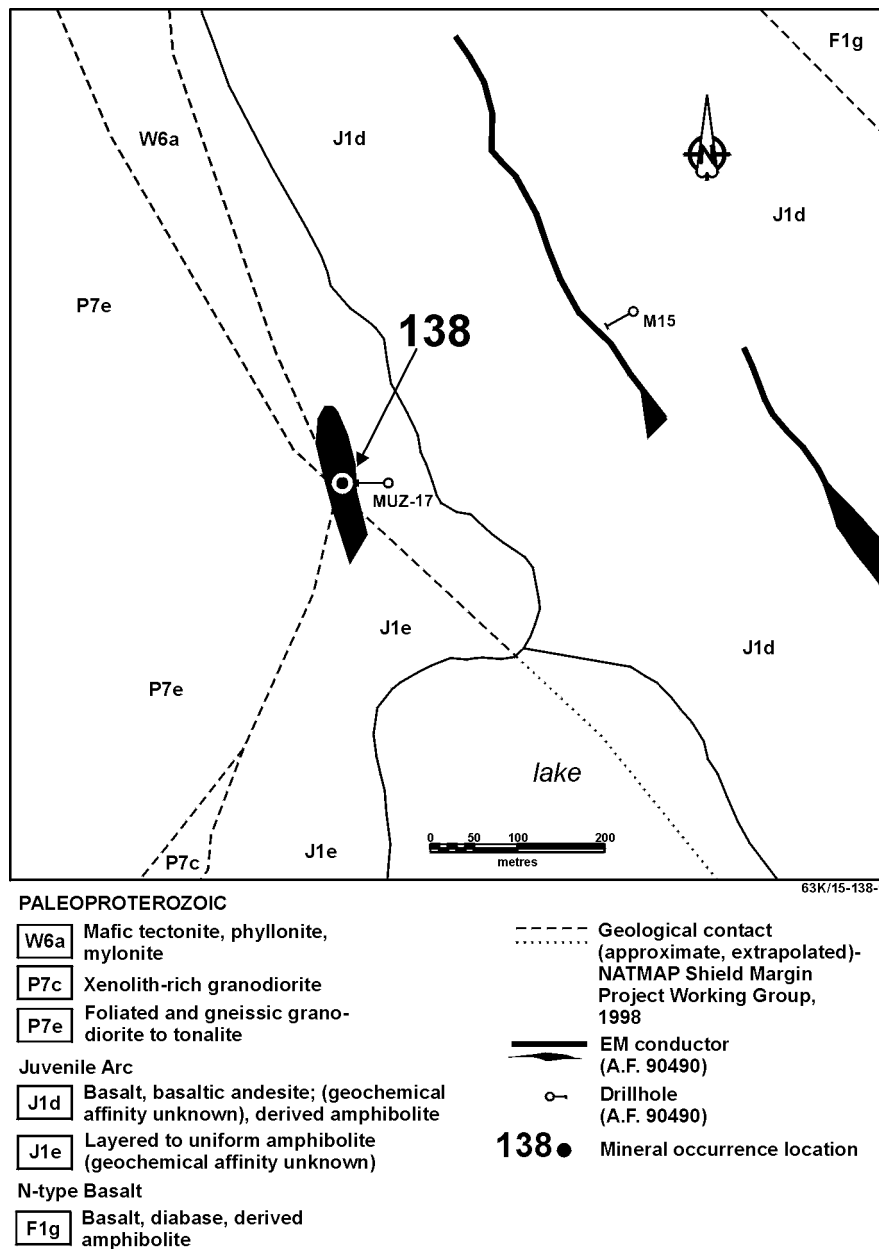 F1g
W6a
J1d
N
J1d
P7e
138
M15
MUZ-17
J1e
J1d
P7e
lake
0 50 100 200
metres
P7c
J1e
63K/15-138-
PALEOPROTEROZOIC
W6a Mafic tectonite, phyllonite,
mylonite
P7c Xenolith-rich granodiorite
P7e Foliated and gneissic grano-
diorite to tonalite
Juvenile Arc
J1d Basalt, basaltic andesite; (geochemical
affinity unknown), derived amphibolite
J1e Layered to uniform amphibolite
(geochemical affinity unknown)
N-type Basalt
F1g Basalt, diabase, derived
amphibolite
Geological contact
(approximate, extrapolated)-
NATMAP Shield Margin
Project Working Group,
1998
EM conductor
(A.F. 90490)
Drillhole
(A.F. 90490)
138 Mineral occurrence location